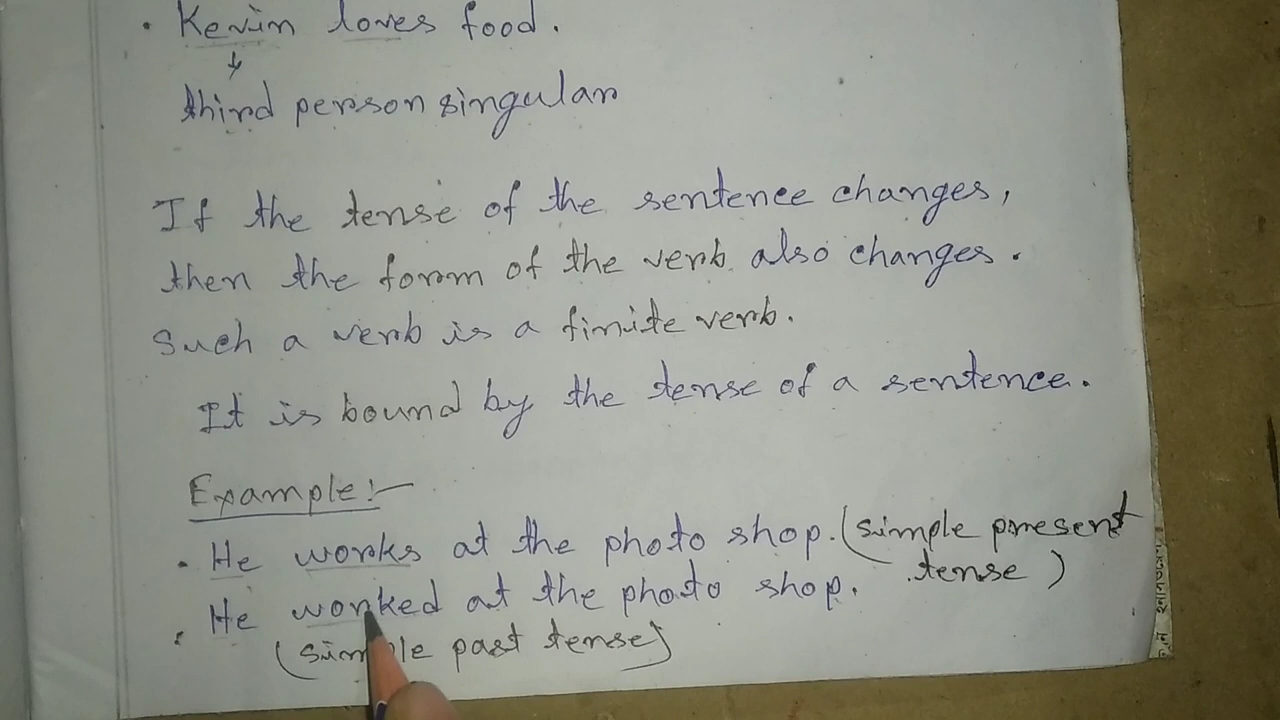 • Kevin loves food.
third person singular
If the tense of the sentence changes,
then the form of the verb also changes.
Such a verb is a finite verb.
It is bound by the tense of a sentence.
Example:-
• He works at the photo shop. (simple present
tense)
• He worked at the photo shop.
(simple past tense)